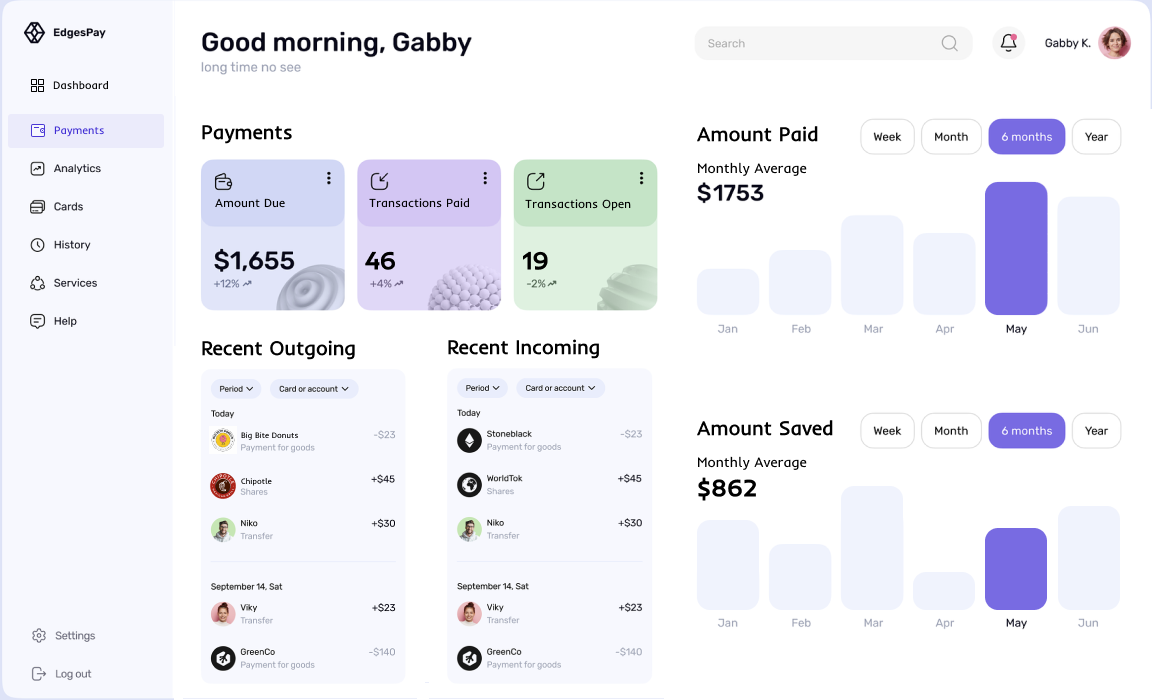 EdgesPay
Dashboard
Payments
Analytics
Cards
History
Services
Help
Settings
Log out
Good morning, Gabby
long time no see
Search
Gabby K.
Payments
Amount Due
$1,655
+12%
Transactions Paid
46
+4%
Transactions Open
19
-2%
Recent Outgoing
Period
Card or account
Today
Big Bite Donuts
-$23
Payment for goods
Chipotle
+$45
Shares
Niko
+$30
Transfer
September 14, Sat
Viky
+$23
Transfer
GreenCo
-$140
Payment for goods
Recent Incoming
Period
Card or account
Today
Stoneblack
-$23
Payment for goods
WorldTok
+$45
Shares
Niko
+$30
Transfer
September 14, Sat
Viky
+$23
Transfer
GreenCo
-$140
Payment for goods
Amount Paid
Week
Month
6 months
Year
Monthly Average
$1753
Jan
Feb
Mar
Apr
May
Jun
Amount Saved
Week
Month
6 months
Year
Monthly Average
$862
Jan
Feb
Mar
Apr
May
Jun